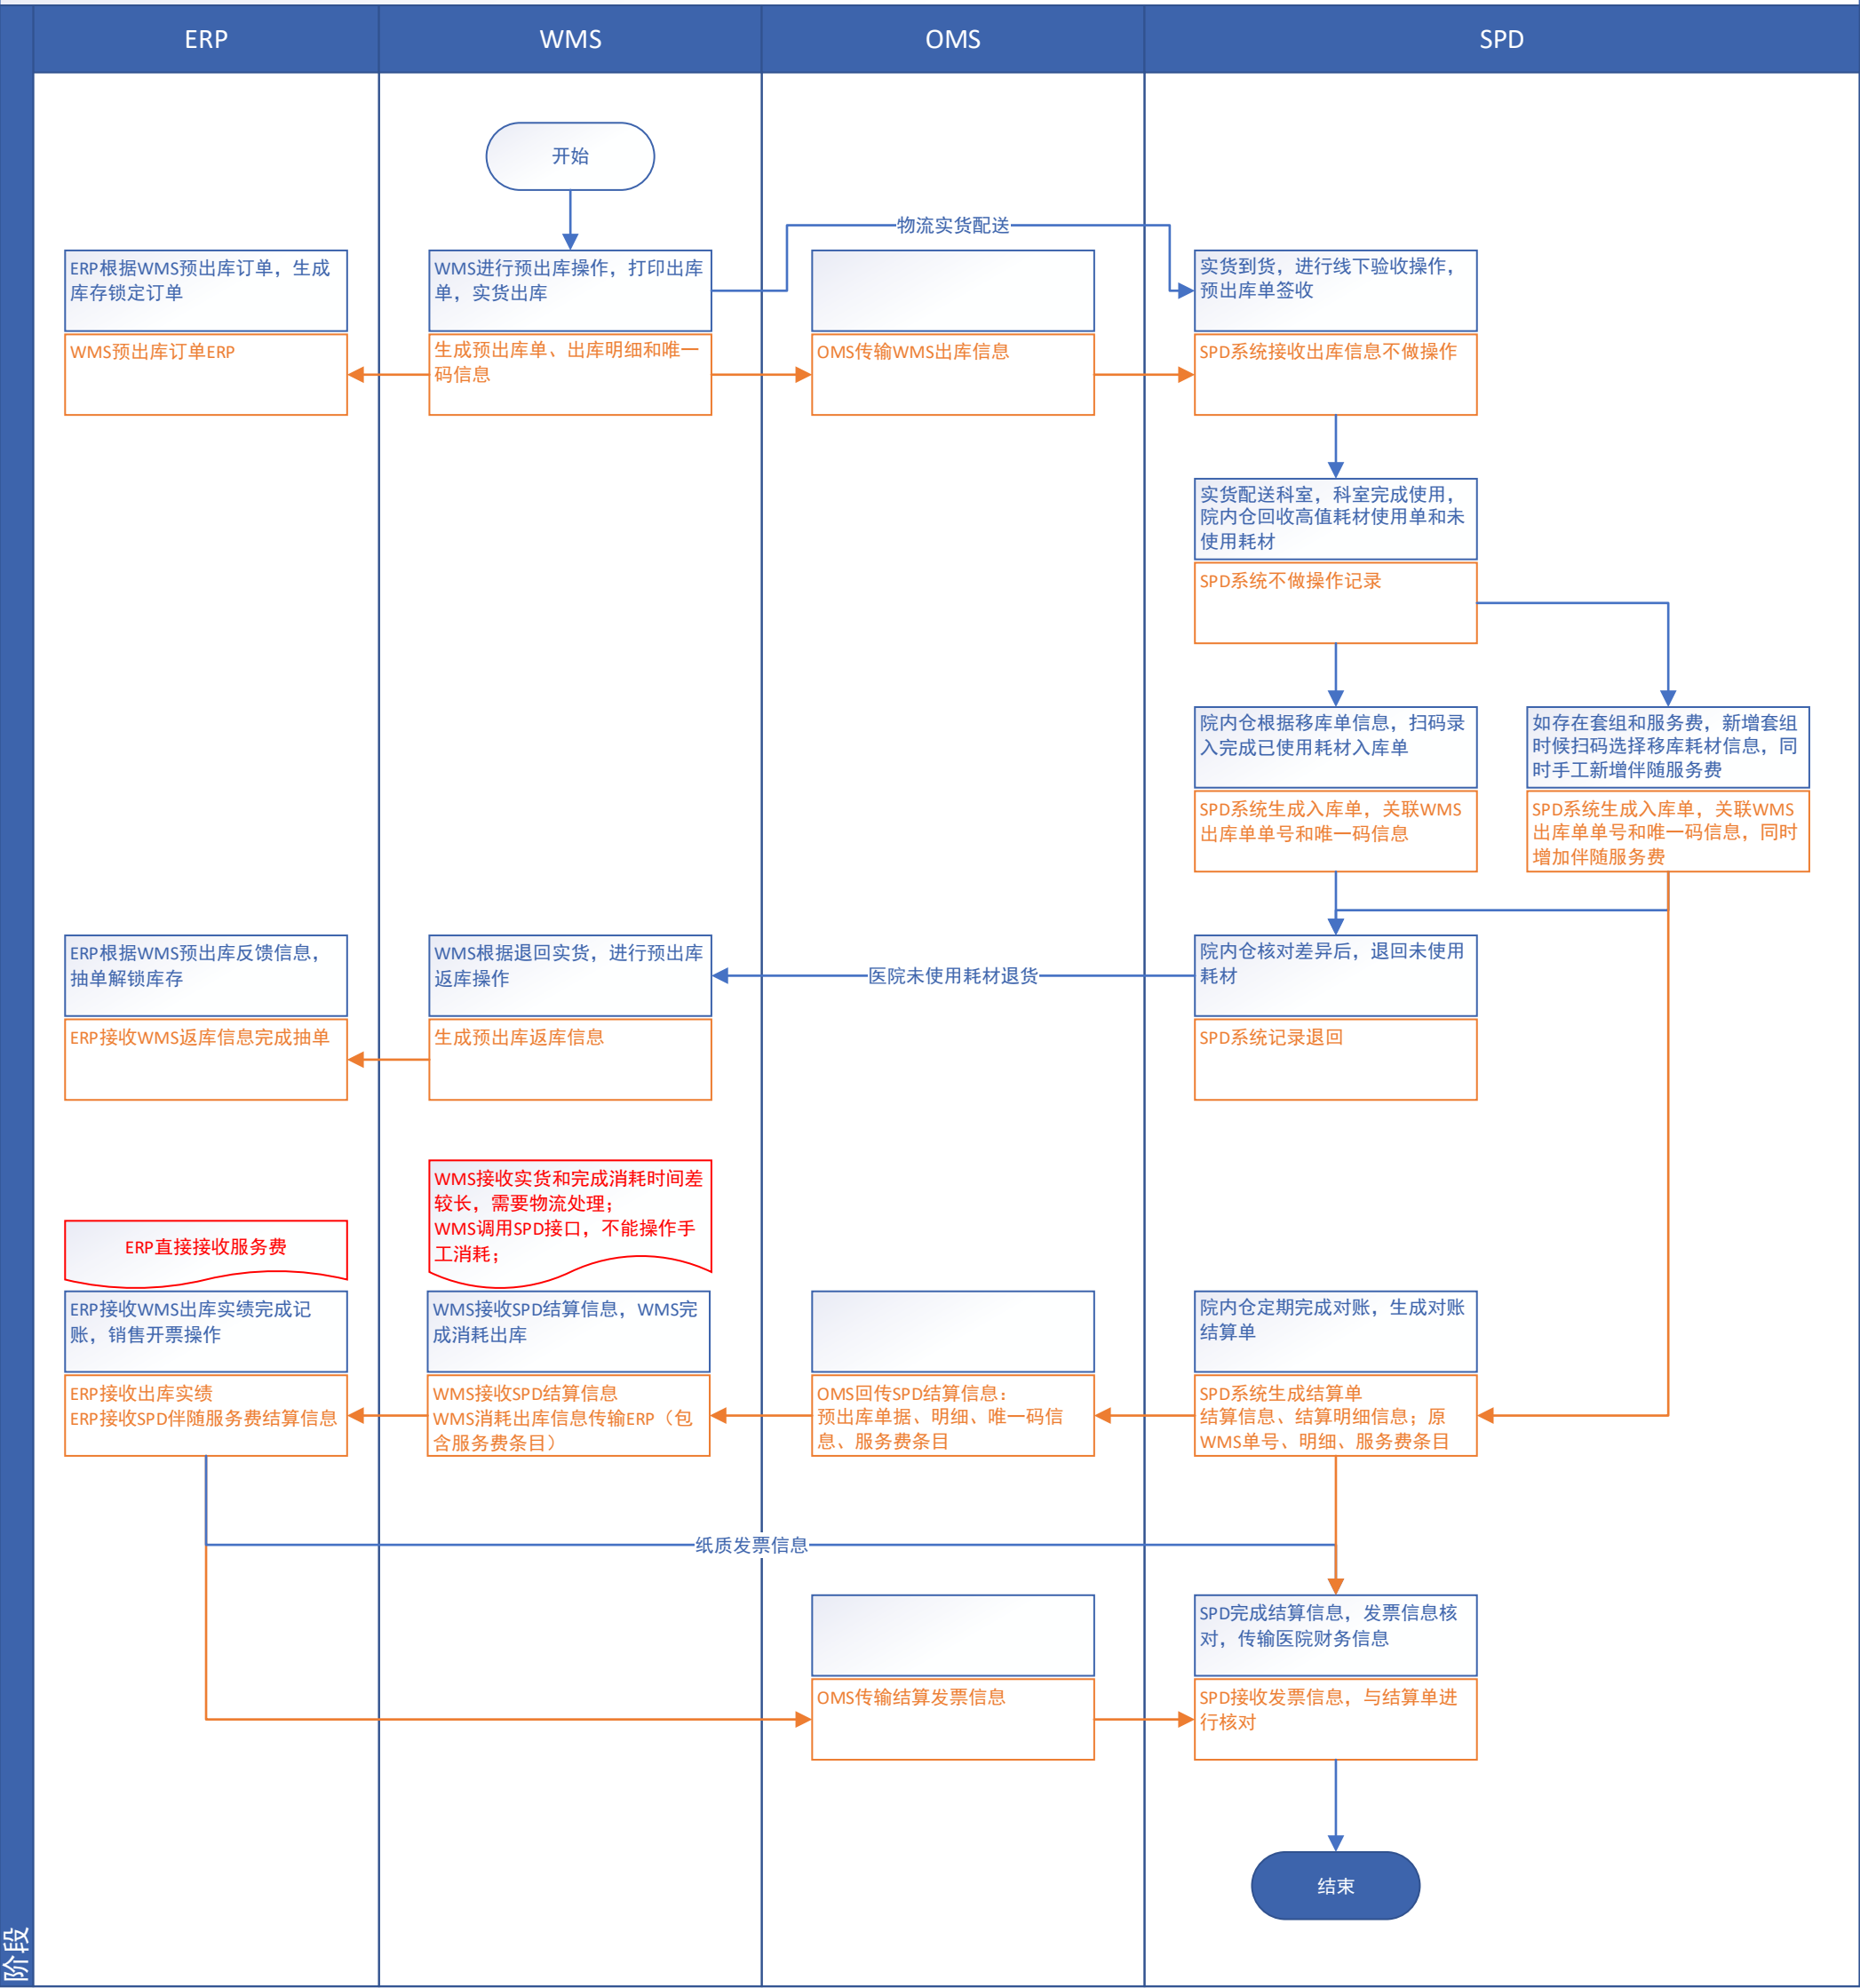 ERP
WMS
OMS
SPD
开始
物流实货配送
ERP根据WMS预出库订单，生成
库存锁定订单
WMS预出库订单ERP
WMS进行预出库操作，打印出库
单，实货出库
生成预出库单、出库明细和唯一
码信息
OMS传输WMS出库信息
实货到货，进行线下验收操作，
预出库单签收
SPD系统接收出库信息不做操作
实货配送科室，科室完成使用，
院内仓回收高值耗材使用单和未
使用耗材
SPD系统不做操作记录
院内仓根据移库单信息，扫码录
入完成已使用耗材入库单
SPD系统生成入库单，关联WMS
出库单单号和唯一码信息
如存在套组和服务费，新增套组
时候扫码选择移库耗材信息，同
时手工新增伴随服务费
SPD系统生成入库单，关联WMS
出库单单号和唯一码信息，同时
增加伴随服务费
ERP根据WMS预出库反馈信息，
抽单解锁库存
ERP接收WMS返库信息完成抽单
WMS根据退回实货，进行预出库
返库操作
生成预出库返库信息
医院未使用耗材退货
院内仓核对差异后，退回未使用
耗材
SPD系统记录退回
WMS接收实货和完成消耗时间差
较长，需要物流处理；
WMS调用SPD接口，不能操作手
工消耗；
ERP直接接收服务费
ERP接收WMS出库实绩完成记
账，销售开票操作
ERP接收出库实绩
ERP接收SPD伴随服务费结算信息
WMS接收SPD结算信息，WMS完
成消耗出库
WMS接收SPD结算信息
WMS消耗出库信息传输ERP（包
含服务费条目）
OMS回传SPD结算信息：
预出库单据、明细、唯一码信
息、服务费条目
院内仓定期完成对账，生成对账
结算单
SPD系统生成结算单
结算信息、结算明细信息；原
WMS单号、明细、服务费条目
纸质发票信息
OMS传输结算发票信息
SPD完成结算信息，发票信息核
对，传输医院财务信息
SPD接收发票信息，与结算单进
行核对
结束
阶段